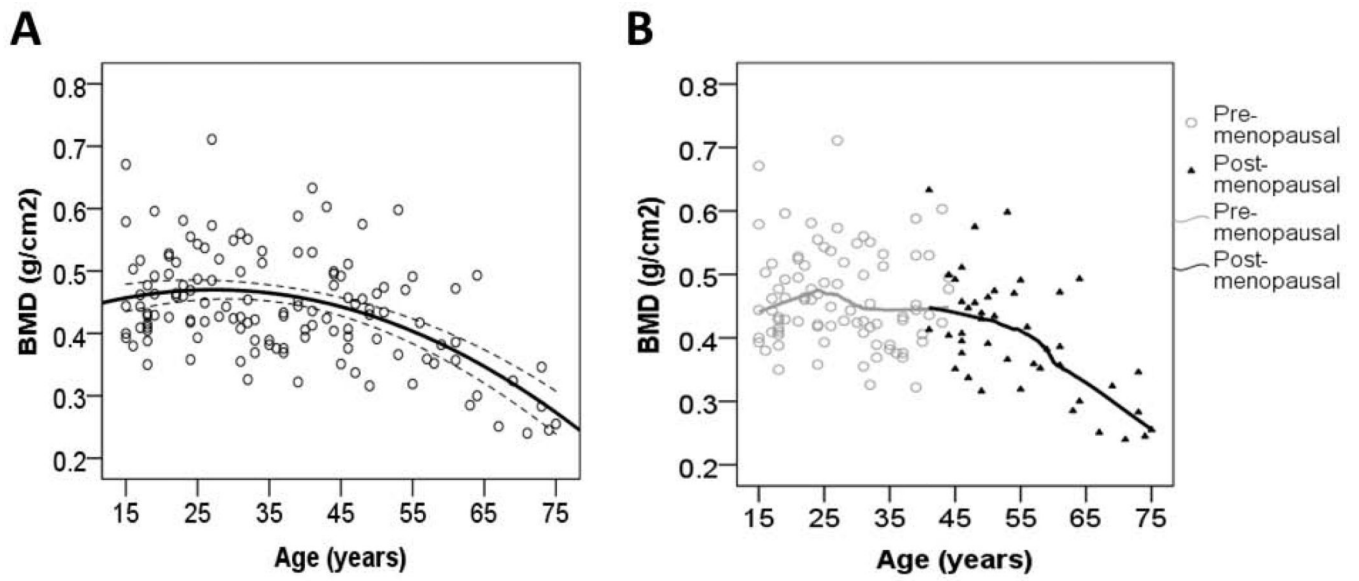 A
BMD (g/cm2)
0.8
0.7
0.6
0.5
0.4
0.3
0.2
15 25 35 45 55 65 75
Age (years)
B
BMD (g/cm2)
0.8
0.7
0.6
0.5
0.4
0.3
0.2
15 25 35 45 55 65 75
Age (years)
Pre-
menopausal
Post-
menopausal
Pre-
menopausal
Post-
menopausal